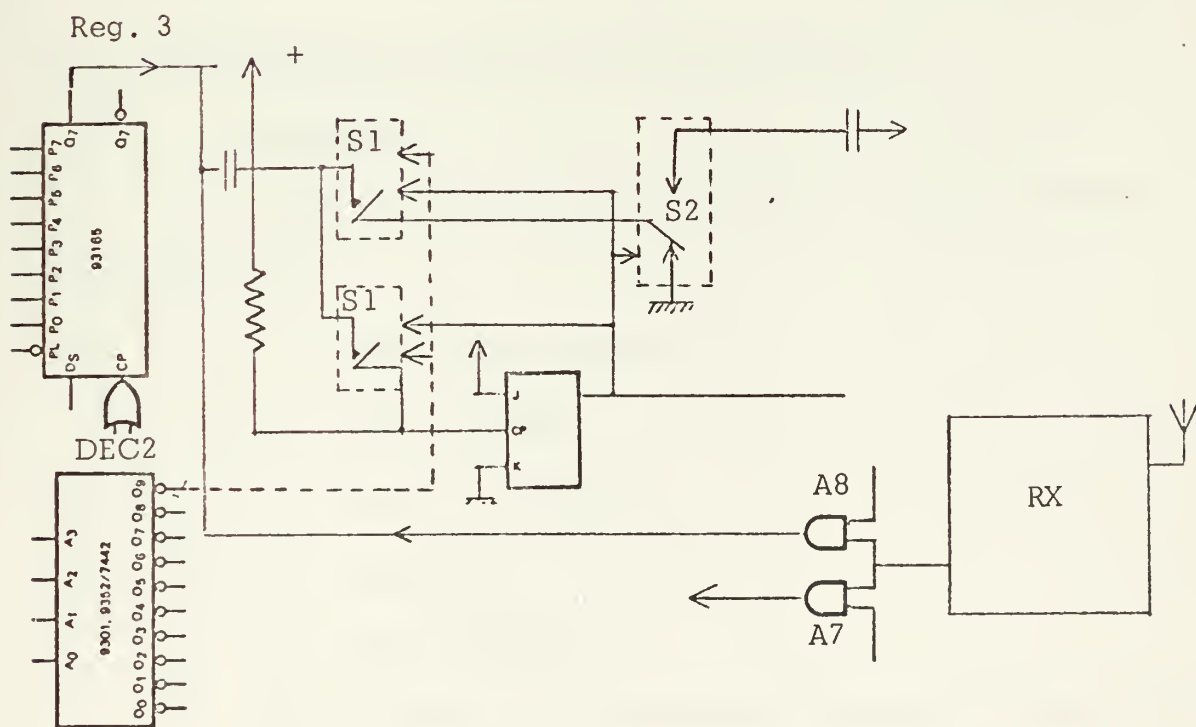 Reg. 3
+
Q7
Q7
P7
P6
P5
P4
P3
P2
P1
P0
PL
93165
DS
CP
S1
S2
S1
J
CP
K
DEC2
A3
A2
A1
A0
9301, 9352/7442
O9
O8
O7
O6
O5
O4
O3
O2
O1
O0
A8
A7
RX